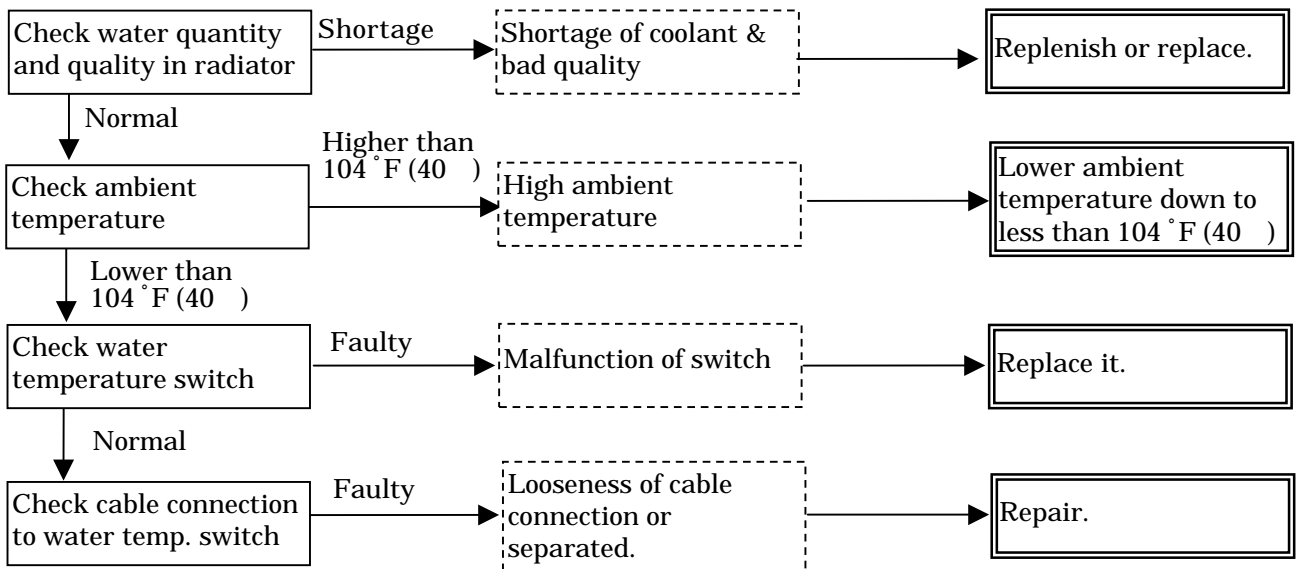 Check water quantity
and quality in radiator
Shortage
Shortage of coolant &
bad quality
Replenish or replace.
Normal
Check ambient
temperature
Higher than
104 ˚F (40   )
High ambient
temperature
Lower ambient
temperature down to
less than 104 ˚F (40   )
Lower than
104 ˚F (40   )
Check water
temperature switch
Faulty
Malfunction of switch
Replace it.
Normal
Check cable connection
to water temp. switch
Faulty
Looseness of cable
connection or
separated.
Repair.